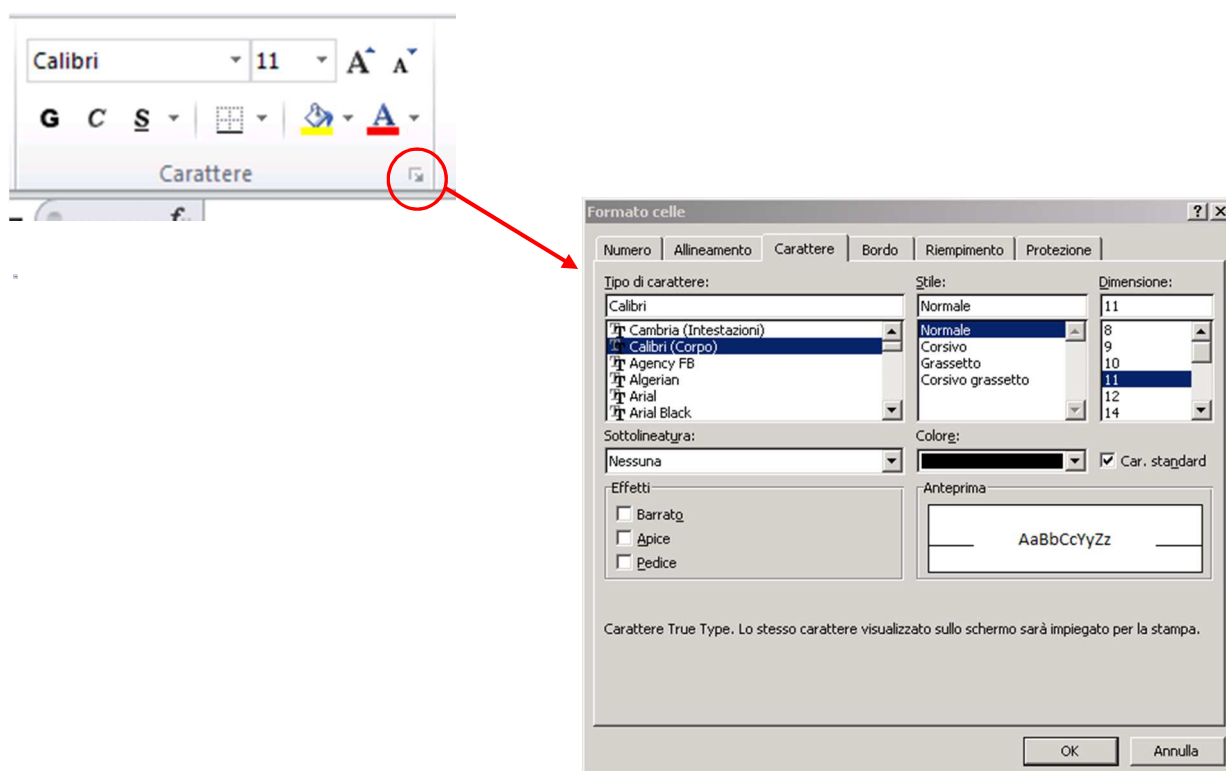 Calibri 11 A A
G C S A
Carattere
Formato celle
Numero Allineamento Carattere Bordo Riempimento Protezione
Tipo di carattere: Stile: Dimensione:
Calibri Normale 11
Cambria (Intestazioni) Normale 8
Calibri (Corpo) Corsivo 9
Agency FB Grassetto 10
Algerian Corsivo grassetto 11
Arial 12
Arial Black 14
Sottolineatura: Colore:
Nessuna Car. standard
Effetti Anteprima
Barrato
Apice AaBbCcYyZz
Pedice
Carattere True Type. Lo stesso carattere visualizzato sullo schermo sarà impiegato per la stampa.
OK Annulla